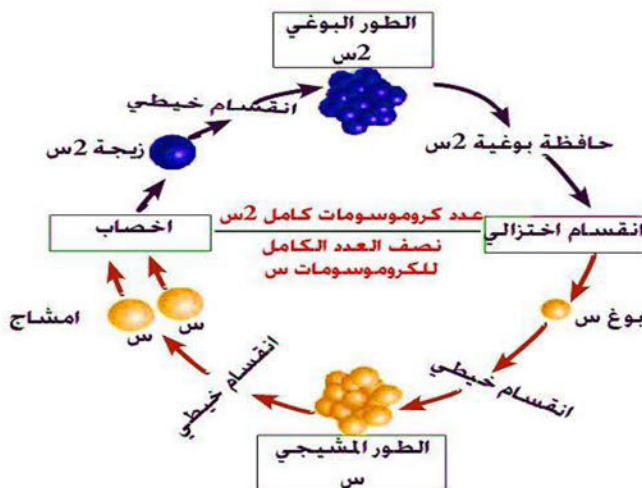 الطور البوغي
2س
انقسام خيطي
حافظة بوغية 2س
زيجة 2س
عدد كروموسومات كامل 2س
اخصاب
انقسام اختزالي
نصف العدد الكامل
للكروموسومات س
بوغ س
امشاج
س
س
انقسام خيطي
انقسام خيطي
الطور المشيجي
س